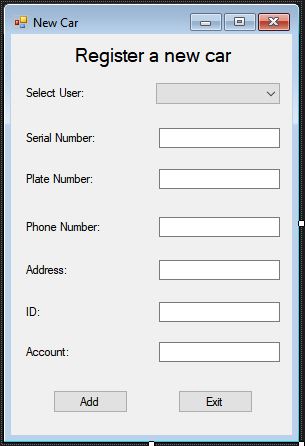 New Car
Register a new car
Select User:
Serial Number:
Plate Number:
Phone Number:
Address:
ID:
Account:
Add Exit